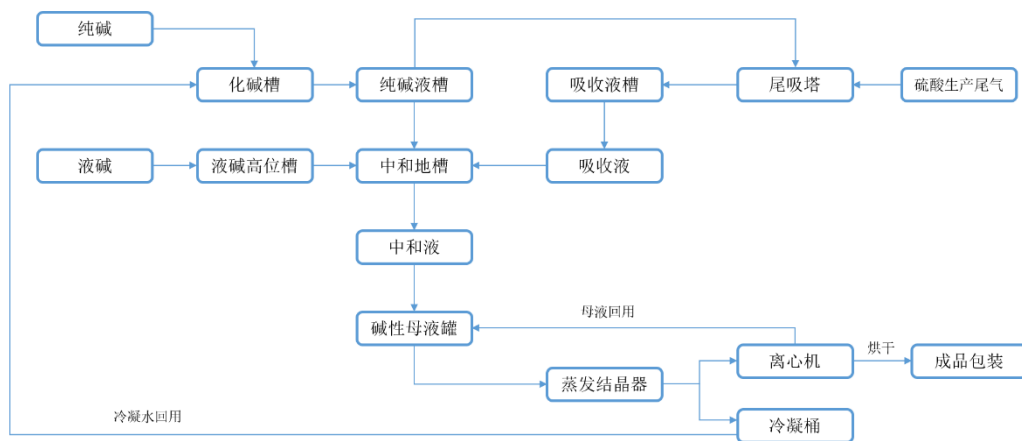 纯碱
化碱槽
纯碱液槽
吸收液槽
尾吸塔
硫酸生产尾气
液碱
液碱高位槽
中和地槽
吸收液
中和液
碱性母液罐
母液回用
离心机
烘干
成品包装
蒸发结晶器
冷凝水回用
冷凝桶